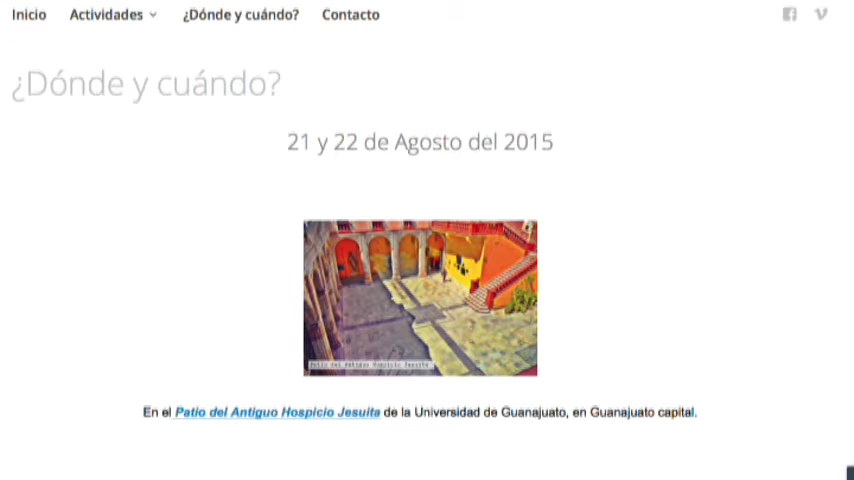 Inicio Actividades ¿Dónde y cuándo? Contacto
¿Dónde y cuándo?
21 y 22 de Agosto del 2015
Patio del Antiguo Hospicio Jesuita
En el Patio del Antiguo Hospicio Jesuita de la Universidad de Guanajuato, en Guanajuato capital.